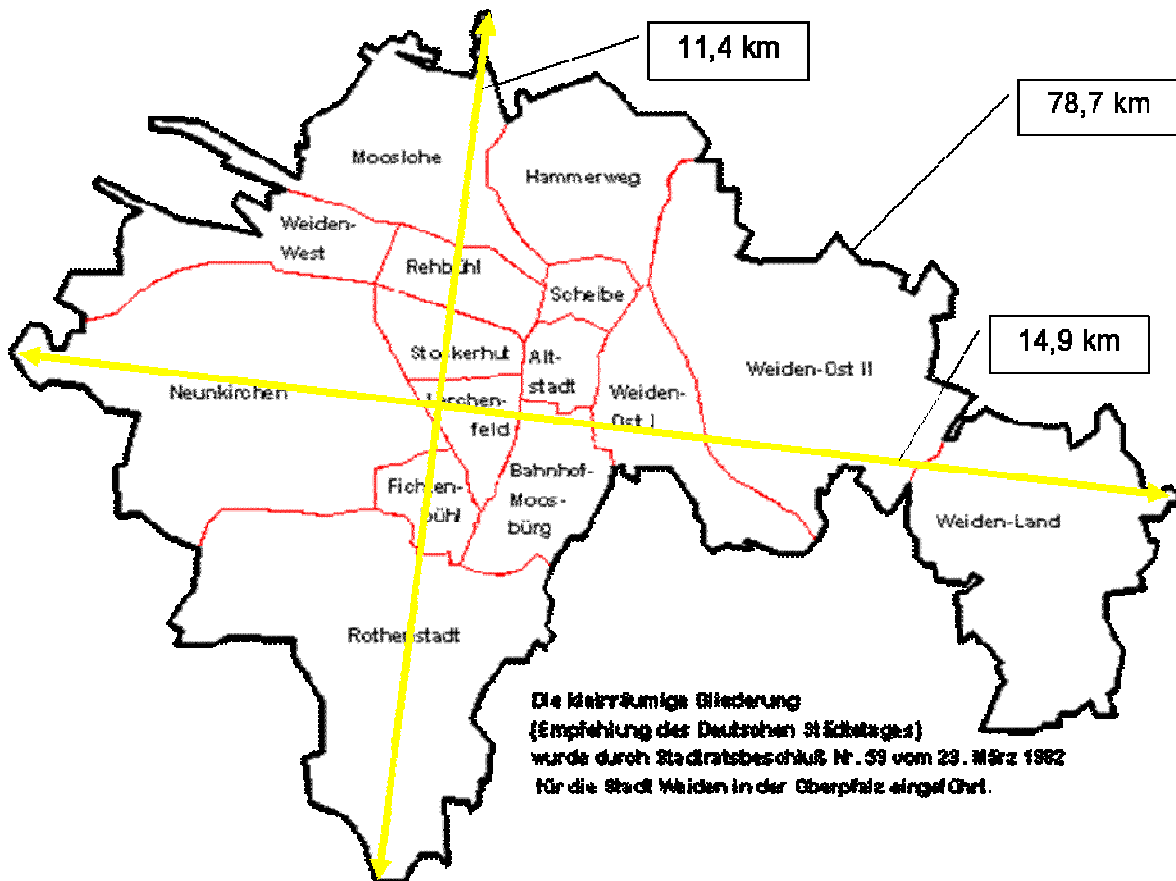 11,4 km
78,7 km
Mooslohe
Hammerweg
Weiden-
West
Rehbühl
Scheibe
14,9 km
Stockerhut
Alt-
stadt
Weiden-Ost II
Neunkirchen
Lerchen-
feld
Weiden-
Ost I
Bahnhof-
Moos-
bürg
Fichten-
bühl
Weiden-Land
Rothenstadt
Die kleinräumige Gliederung
(Empfehlung des Deutschen Städtetages)
wurde durch Stadtratsbeschluß Nr. 59 vom 29. März 1982
für die Stadt Weiden in der Oberpfalz eingeführt.